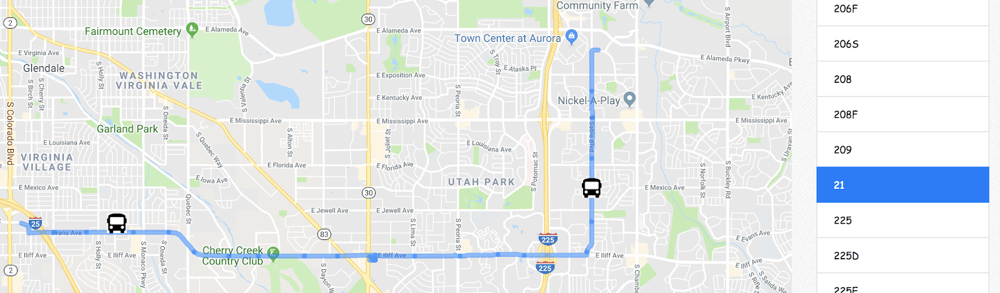 Community Farm
2
30
Fairmount Cemetery
E Alameda Ave
E Alameda Ave
Town Center at Aurora
S Airport Blvd
E Virginia Ave
Glendale
S Troy St
E Alameda Pkwy
E
S Holly St
WASHINGTON
VIRGINIA VALE
E Alaska Pl
E Exposition Ave
S Birch St
S Cherry St
S Valentia St
S Peoria St
E Kentucky Ave
E Kentucky Ave
Nickel-A-Play
S Colorado Blvd
S Oneida St
E Mississippi Ave
E Mississippi Ave
E Mississippi Ave
Garland Park
S Quebec Way
S Alton St
S Joliet St
Sable Blvd
S Uravan St
E Louisiana Ave
E Louisiana Ave
VIRGINIA
VILLAGE
E Florida Ave
E Florida Ave
S Potomac St
S Norfolk St
S Buckley Rd
E Iowa Ave
UTAH PARK
E Mexico Ave
E Mexico Ave
30
S Quebec St
E Jewell Ave
E Jewell Ave
25
Evans Ave
S Lima St
S Peoria St
83
225
E Evans Ave
S Holly St
S Monaco Pkwy
S Oneida St
Cherry Creek
Country Club
E Iliff Ave
E Iliff Ave
E Iliff Ave
E Iliff Ave
2
30
225
S Dayton Way
S Chambe
S Rifle
S Salida Wa
206F
206S
208
208F
209
21
225
225D
225E